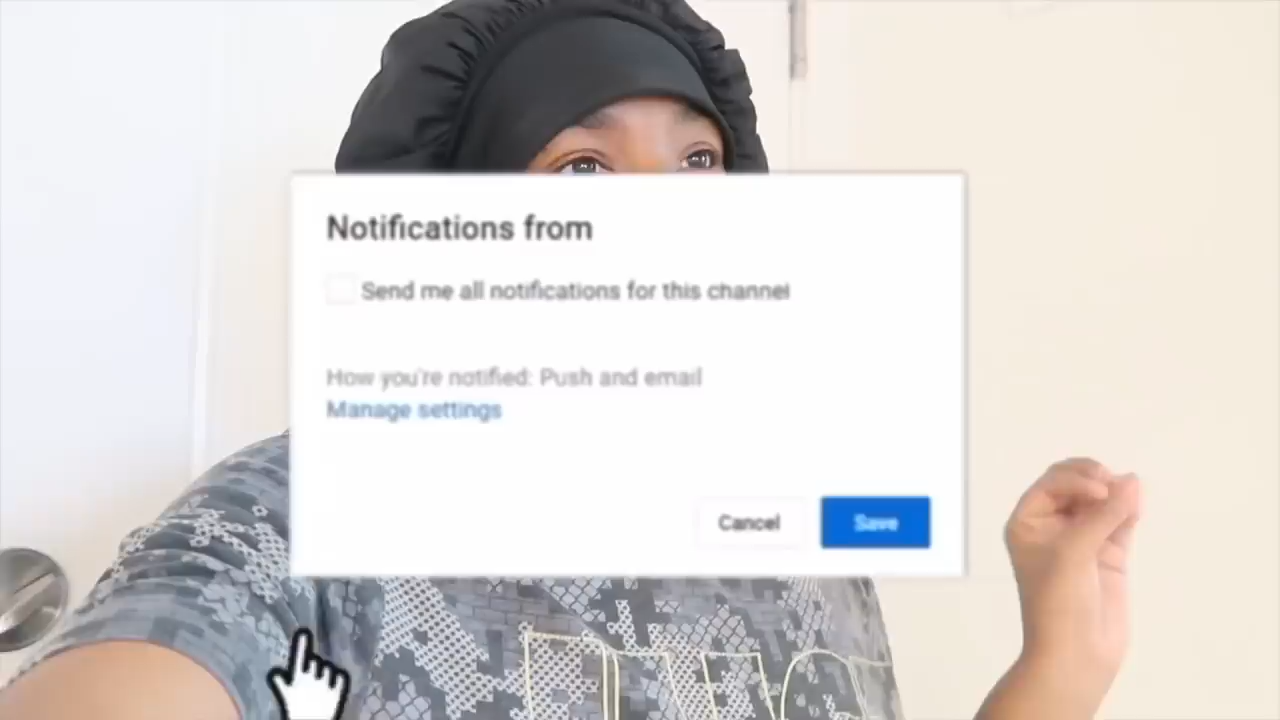 Notifications from
Send me all notifications for this channel
How you're notified: Push and email
Manage settings
Cancel
Save